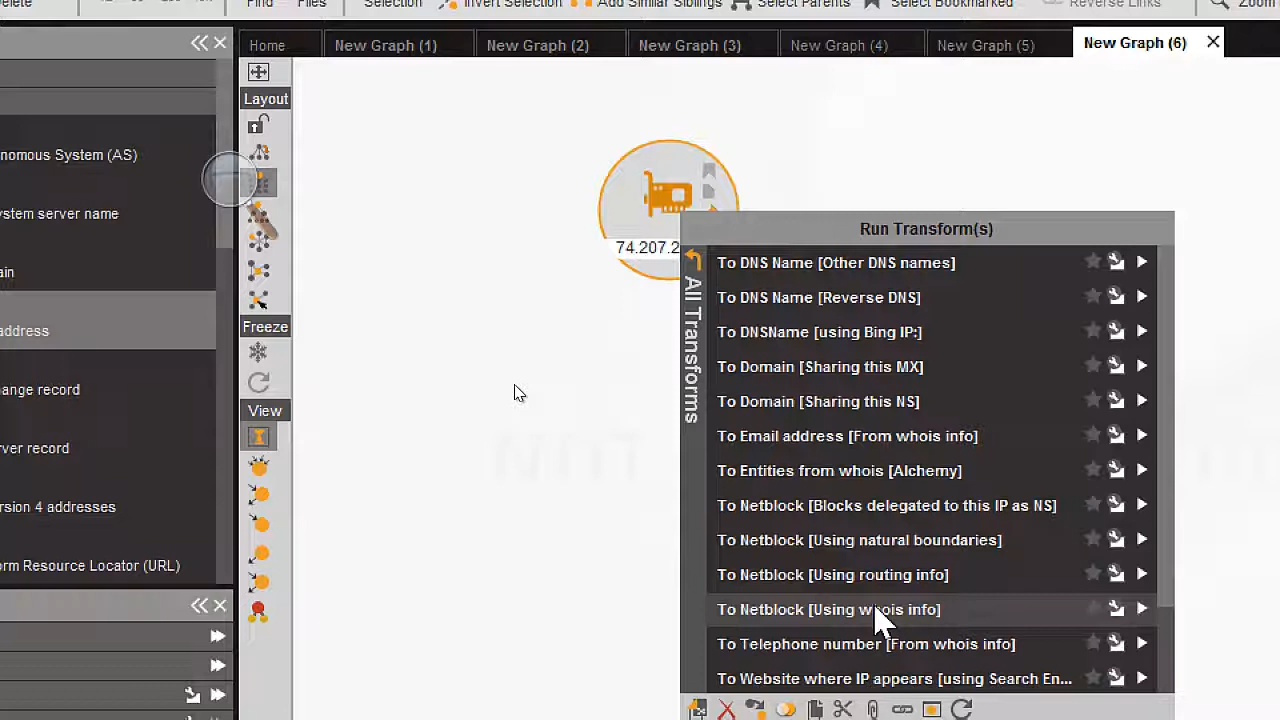 Find Files Selection Invert Selection Add Similar Siblings Select Parents Select Bookmarked Reverse Links Zoom
Home New Graph (1) New Graph (2) New Graph (3) New Graph (4) New Graph (5) New Graph (6)
Layout
nomous System (AS)
ystem server name
ain
address
hange record
ver record
rsion 4 addresses
orm Resource Locator (URL)
Freeze
View
74.207.2
Run Transform(s)
All Transforms
To DNS Name [Other DNS names]
To DNS Name [Reverse DNS]
To DNSName [using Bing IP:]
To Domain [Sharing this MX]
To Domain [Sharing this NS]
To Email address [From whois info]
To Entities from whois [Alchemy]
To Netblock [Blocks delegated to this IP as NS]
To Netblock [Using natural boundaries]
To Netblock [Using routing info]
To Netblock [Using whois info]
To Telephone number [From whois info]
To Website where IP appears [using Search En...